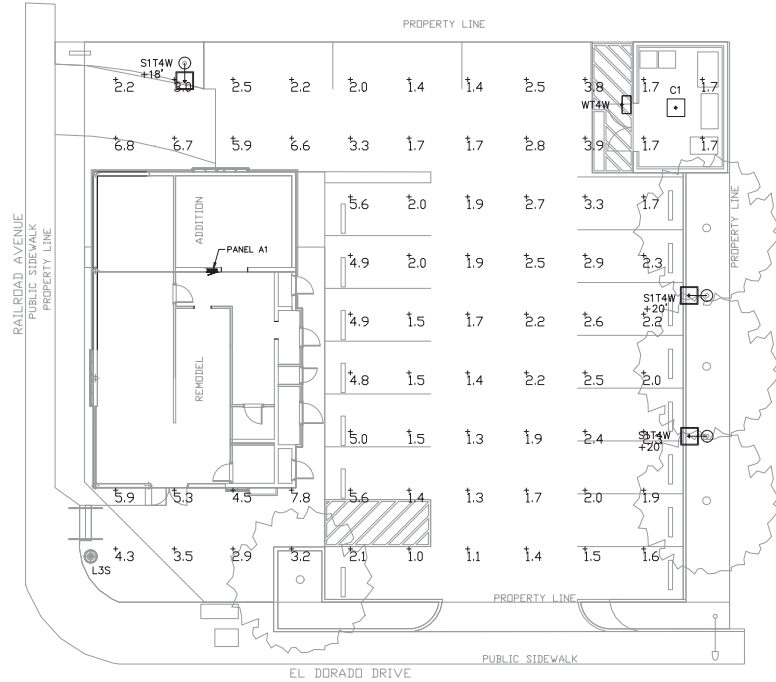 PROPERTY LINE
S1T4W
+18'
2.2 3.0 2.5 2.2 2.0 1.4 1.4 2.5 3.8 1.7 1.7
C1
WT4W
6.8 6.7 5.9 6.6 3.3 1.7 1.7 2.8 3.9 1.7 1.7
5.6 2.0 1.9 2.7 3.3 1.7
ADDITION
PANEL A1
PROPERTY LINE
RAILROAD AVENUE
PUBLIC SIDEWALK
PROPERTY LINE
4.9 2.0 1.9 2.5 2.9 2.3
S1T4W
+20'
4.9 1.5 1.7 2.2 2.6 2.2
REMODEL
4.8 1.5 1.4 2.2 2.5 2.0
S1T4W
+20'
5.0 1.5 1.3 1.9 2.4
5.9 5.3 4.5 7.8 5.6 1.4 1.3 1.7 2.0 1.9
4.3 3.5 2.9 3.2 2.1 1.0 1.1 1.4 1.5 1.6
L3S
PROPERTY LINE
PUBLIC SIDEWALK
EL DORADO DRIVE